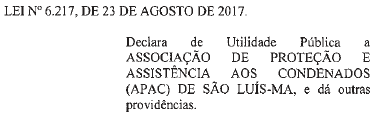 LEI Nº 6.217, DE 23 DE AGOSTO DE 2017.
Declara de Utilidade Pública a
ASSOCIAÇÃO DE PROTEÇÃO E
ASSISTÊNCIA AOS CONDENADOS
(APAC) DE SÃO LUÍS-MA, e dá outras
providências.